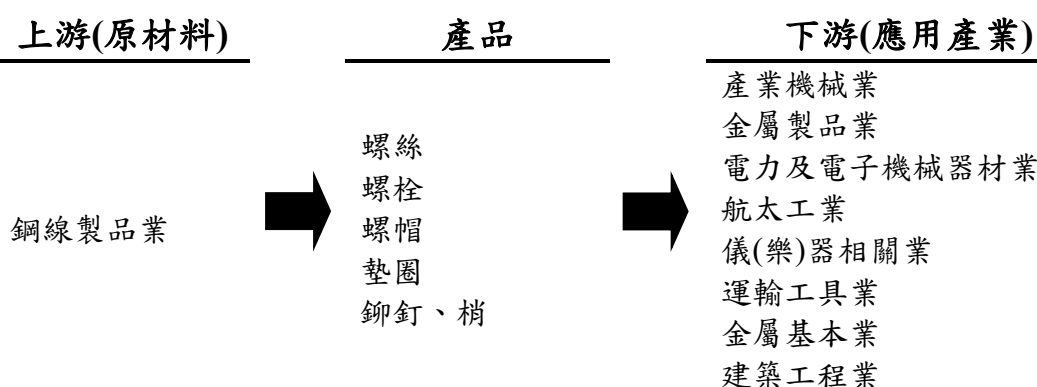 上游(原材料)
鋼線製品業
產品
螺絲
螺栓
螺帽
墊圈
鉚釘、梢
下游(應用產業)
產業機械業
金屬製品業
電力及電子機械器材業
航太工業
儀(樂)器相關業
運輸工具業
金屬基本業
建築工程業